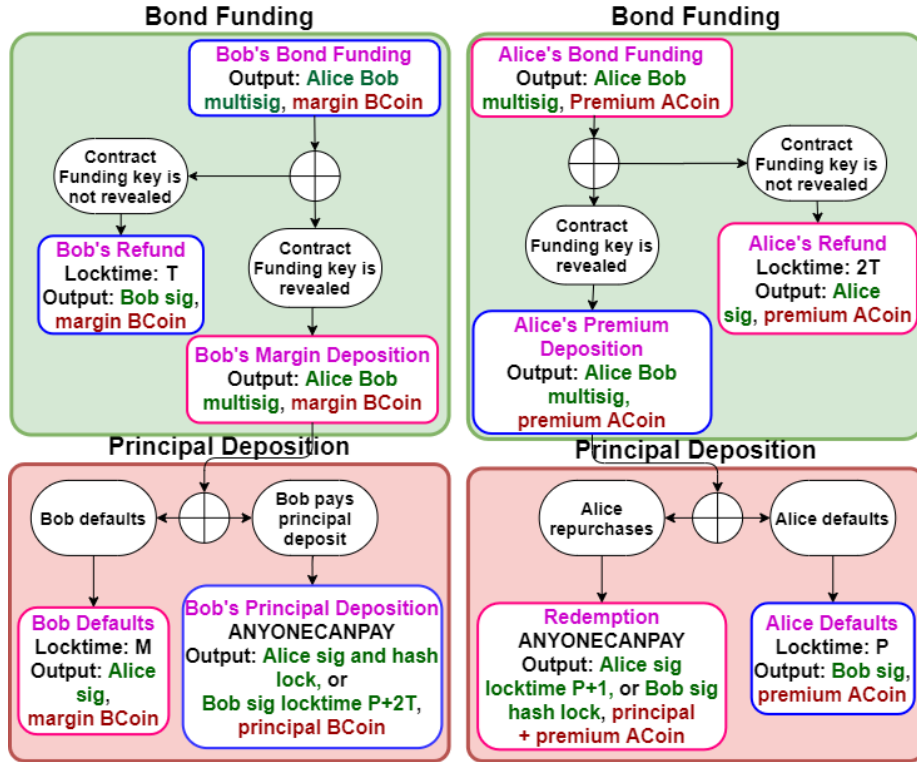 Bond Funding
Bob's Bond Funding
Output: Alice Bob
multisig, margin BCoin
Contract
Funding key is
not revealed
Bob's Refund
Locktime: T
Output: Bob sig,
margin BCoin
Contract
Funding key is
revealed
Bob's Margin Deposition
Output: Alice Bob
multisig, margin BCoin
Bond Funding
Alice's Bond Funding
Output: Alice Bob
multisig, Premium ACoin
Contract
Funding key is
not revealed
Contract
Funding key is
revealed
Alice's Refund
Locktime: 2T
Output: Alice
sig, premium ACoin
Alice's Premium
Deposition
Output: Alice Bob
multisig,
premium ACoin
Principal Deposition
Bob defaults
Bob pays
principal
deposit
Bob Defaults
Locktime: M
Output: Alice
sig,
margin BCoin
Bob's Principal Deposition
ANYONECANPAY
Output: Alice sig and hash
lock, or
Bob sig locktime P+2T,
principal BCoin
Principal Deposition
Alice
repurchases
Alice defaults
Redemption
ANYONECANPAY
Output: Alice sig
locktime P+1, or Bob sig
hash lock, principal
+ premium ACoin
Alice Defaults
Locktime: P
Output: Bob sig,
premium ACoin